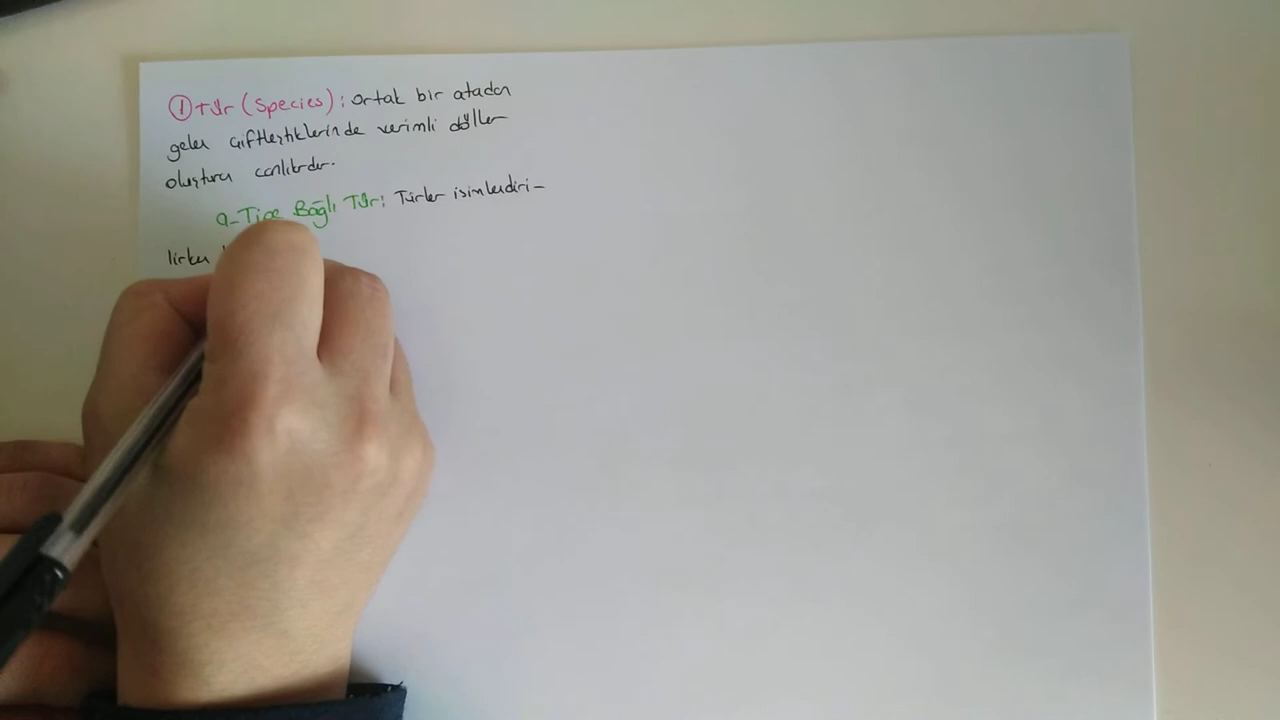 ① Tür (Species): Ortak bir atadan
gelen çiftleştiklerinde verimli döller
oluşturan canlılardır.
a-Tipe Bağlı Tür: Türler isimlendiri-
lirken